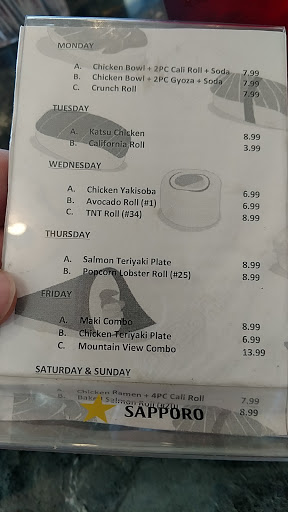 MONDAY
A. Chicken Bowl + 2PC Cali Roll + Soda 7.99
B. Chicken Bowl + 2PC Gyoza + Soda 7.99
C. Crunch Roll 7.99
TUESDAY
A. Katsu Chicken 8.99
B. California Roll 3.99
WEDNESDAY
A. Chicken Yakisoba 6.99
B. Avocado Roll (#1) 6.99
C. TNT Roll (#34) 8.99
THURSDAY
A. Salmon Teriyaki Plate 8.99
B. Popcorn Lobster Roll (#25) 8.99
FRIDAY
A. Maki Combo 8.99
B. Chicken Teriyaki Plate 6.99
C. Mountain View Combo 13.99
SATURDAY & SUNDAY
A. Chicken Ramen + 4PC Cali Roll 7.99
B. Baked Salmon Roll 8.99
SAPPORO